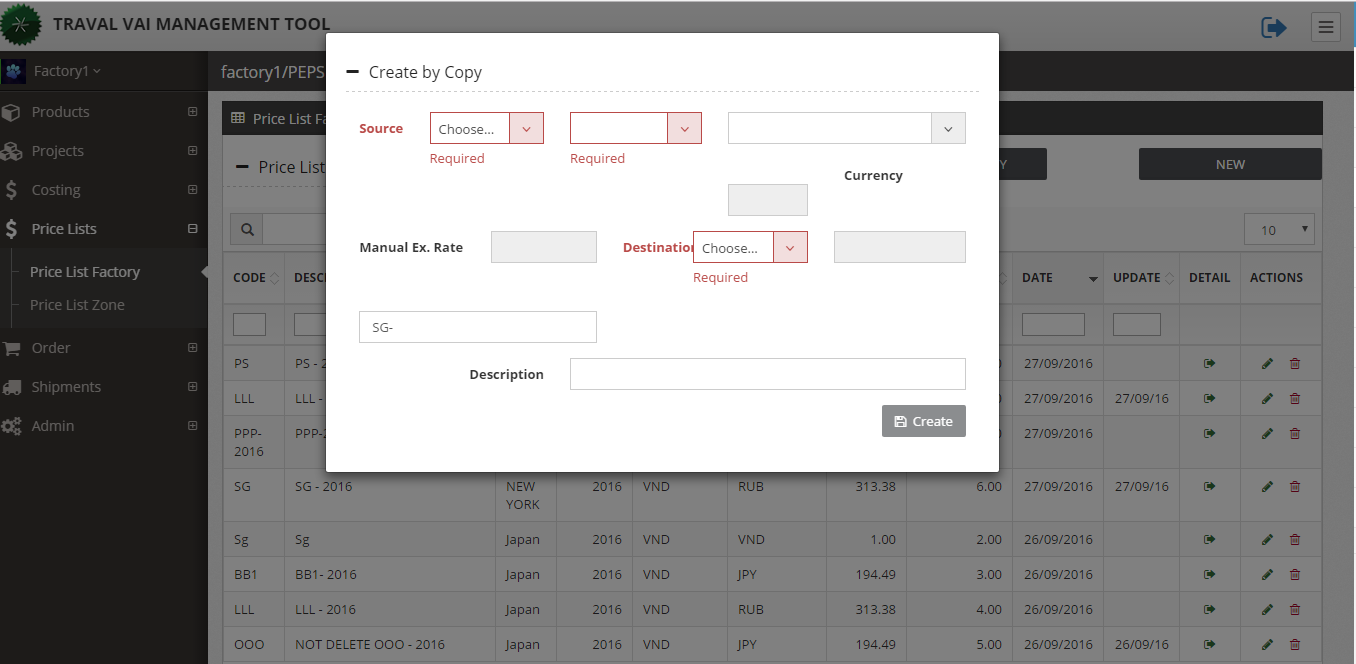 TRAVAL VAI MANAGEMENT TOOL
Factory1
factory1/PEPS
Products
Projects
Costing
Price Lists
Price List Factory
Price List Zone
Order
Shipments
Admin
Price List Fa
Price List
Y
NEW
10
Create by Copy
Source
Choose...
Required
Required
Currency
Manual Ex. Rate
Destination
Choose...
Required
SG-
Description
Create
CODE DESC DATE UPDATE DETAIL ACTIONS
PS PS - 2 27/09/2016
LLL LLL - 27/09/2016 27/09/16
PPP-2016 PPP-2 27/09/2016
SG SG - 2016 NEW YORK 2016 VND RUB 313.38 6.00 27/09/2016 27/09/16
Sg Sg Japan 2016 VND VND 1.00 2.00 26/09/2016
BB1 BB1- 2016 Japan 2016 VND JPY 194.49 3.00 26/09/2016
LLL LLL - 2016 Japan 2016 VND RUB 313.38 4.00 26/09/2016
OOO NOT DELETE OOO - 2016 Japan 2016 VND JPY 194.49 5.00 26/09/2016 26/09/16